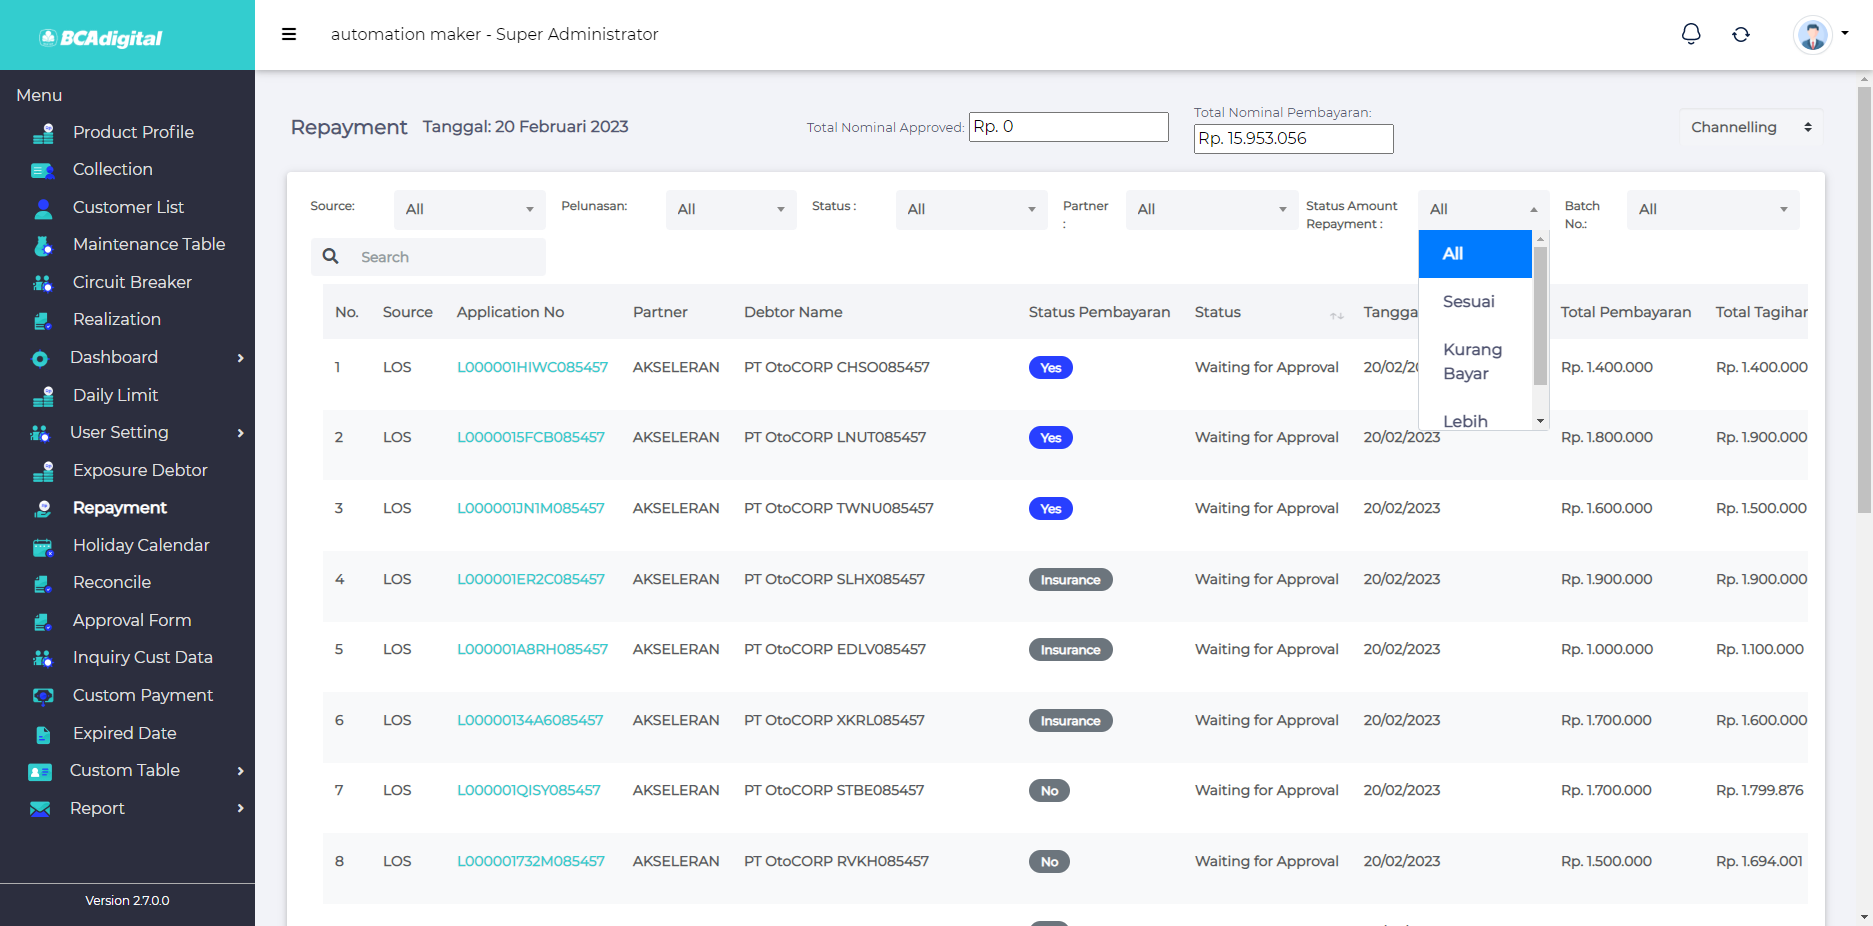 BCAdigital
automation maker - Super Administrator
Menu
Product Profile
Collection
Customer List
Maintenance Table
Circuit Breaker
Realization
Dashboard
Daily Limit
User Setting
Exposure Debtor
Repayment
Holiday Calendar
Reconcile
Approval Form
Inquiry Cust Data
Custom Payment
Expired Date
Custom Table
Report
Version 2.7.0.0
Repayment Tanggal: 20 Februari 2023
Total Nominal Approved: Rp. 0
Total Nominal Pembayaran:
Rp. 15.953.056
Channelling
Source: All
Pelunasan: All
Status : All
Partner : All
Status Amount Repayment : All
Batch No.: All
All
Sesuai
Kurang
Bayar
Lebih
Search
No. Source Application No Partner Debtor Name Status Pembayaran Status Tangga Total Pembayaran Total Tagihar
1 LOS L000001HIWC085457 AKSELERAN PT OtoCORP CHSO085457 Yes Waiting for Approval 20/02/20 Rp. 1.400.000 Rp. 1.400.000
2 LOS L0000015FCB085457 AKSELERAN PT OtoCORP LNUT085457 Yes Waiting for Approval 20/02/2023 Rp. 1.800.000 Rp. 1.900.000
3 LOS L000001JN1M085457 AKSELERAN PT OtoCORP TWNU085457 Yes Waiting for Approval 20/02/2023 Rp. 1.600.000 Rp. 1.500.000
4 LOS L000001ER2C085457 AKSELERAN PT OtoCORP SLHX085457 Insurance Waiting for Approval 20/02/2023 Rp. 1.900.000 Rp. 1.900.000
5 LOS L000001A8RH085457 AKSELERAN PT OtoCORP EDLV085457 Insurance Waiting for Approval 20/02/2023 Rp. 1.000.000 Rp. 1.100.000
6 LOS L00000134A6085457 AKSELERAN PT OtoCORP XKRL085457 Insurance Waiting for Approval 20/02/2023 Rp. 1.700.000 Rp. 1.600.000
7 LOS L000001QISY085457 AKSELERAN PT OtoCORP STBE085457 No Waiting for Approval 20/02/2023 Rp. 1.700.000 Rp. 1.799.876
8 LOS L000001732M085457 AKSELERAN PT OtoCORP RVKH085457 No Waiting for Approval 20/02/2023 Rp. 1.500.000 Rp. 1.694.001